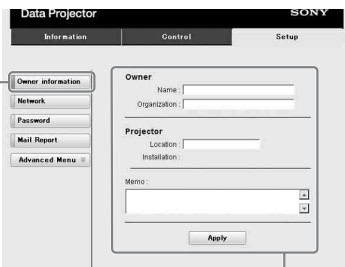 Data Projector SONY
Information Control Setup
Owner information
Network
Password
Mail Report
Advanced Menu
Owner
Name :
Organization :
Projector
Location :
Installation :
Memo :
Apply